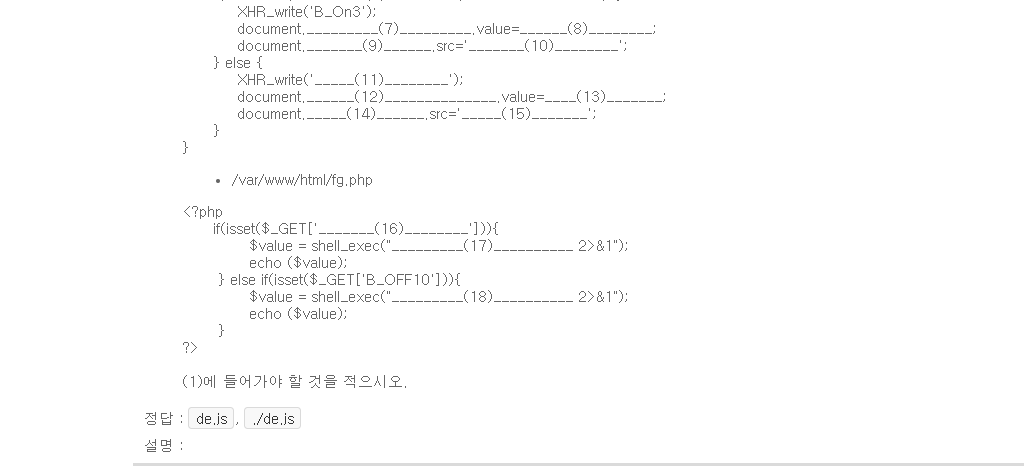 XHR_write('B_On3');
document._________(7)_________.value=______(8)________;
document._______(9)______.src='_______(10)________';
} else {
XHR_write('_____(11)________');
document.______(12)______________.value=____(13)_______;
document._____(14)______.src='_____(15)_______';
}
}
• /var/www/html/fg.php
<?php
if(isset($_GET['_______(16)________'])){
$value = shell_exec("_________(17)__________ 2>&1");
echo ($value);
} else if(isset($_GET['B_OFF10'])){
$value = shell_exec("_________(18)__________ 2>&1");
echo ($value);
}
?>
(1)에 들어가야 할 것을 적으시오.
정답 : de.js , ./de.js
설명 :